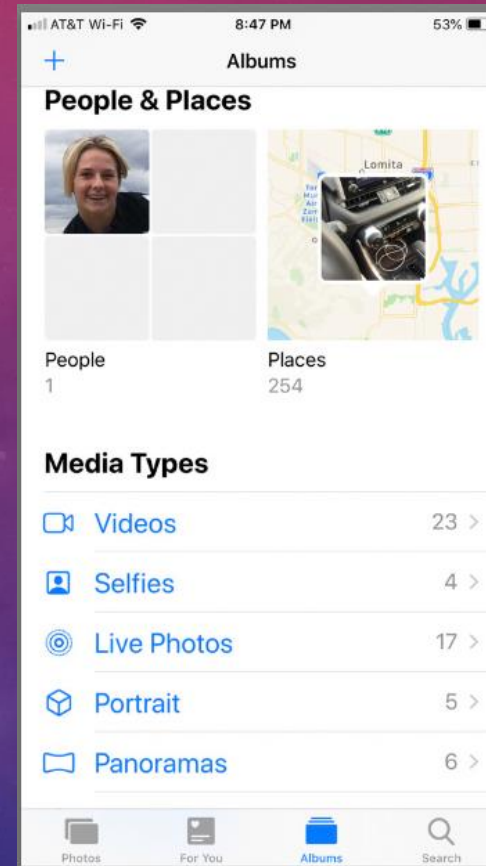 AT&T Wi-Fi 8:47 PM 53%
+ Albums
People & Places
Lomita
People Places
1 254
Media Types
Videos 23 >
Selfies 4 >
Live Photos 17 >
Portrait 5 >
Panoramas 6 >
Photos For You Albums Search